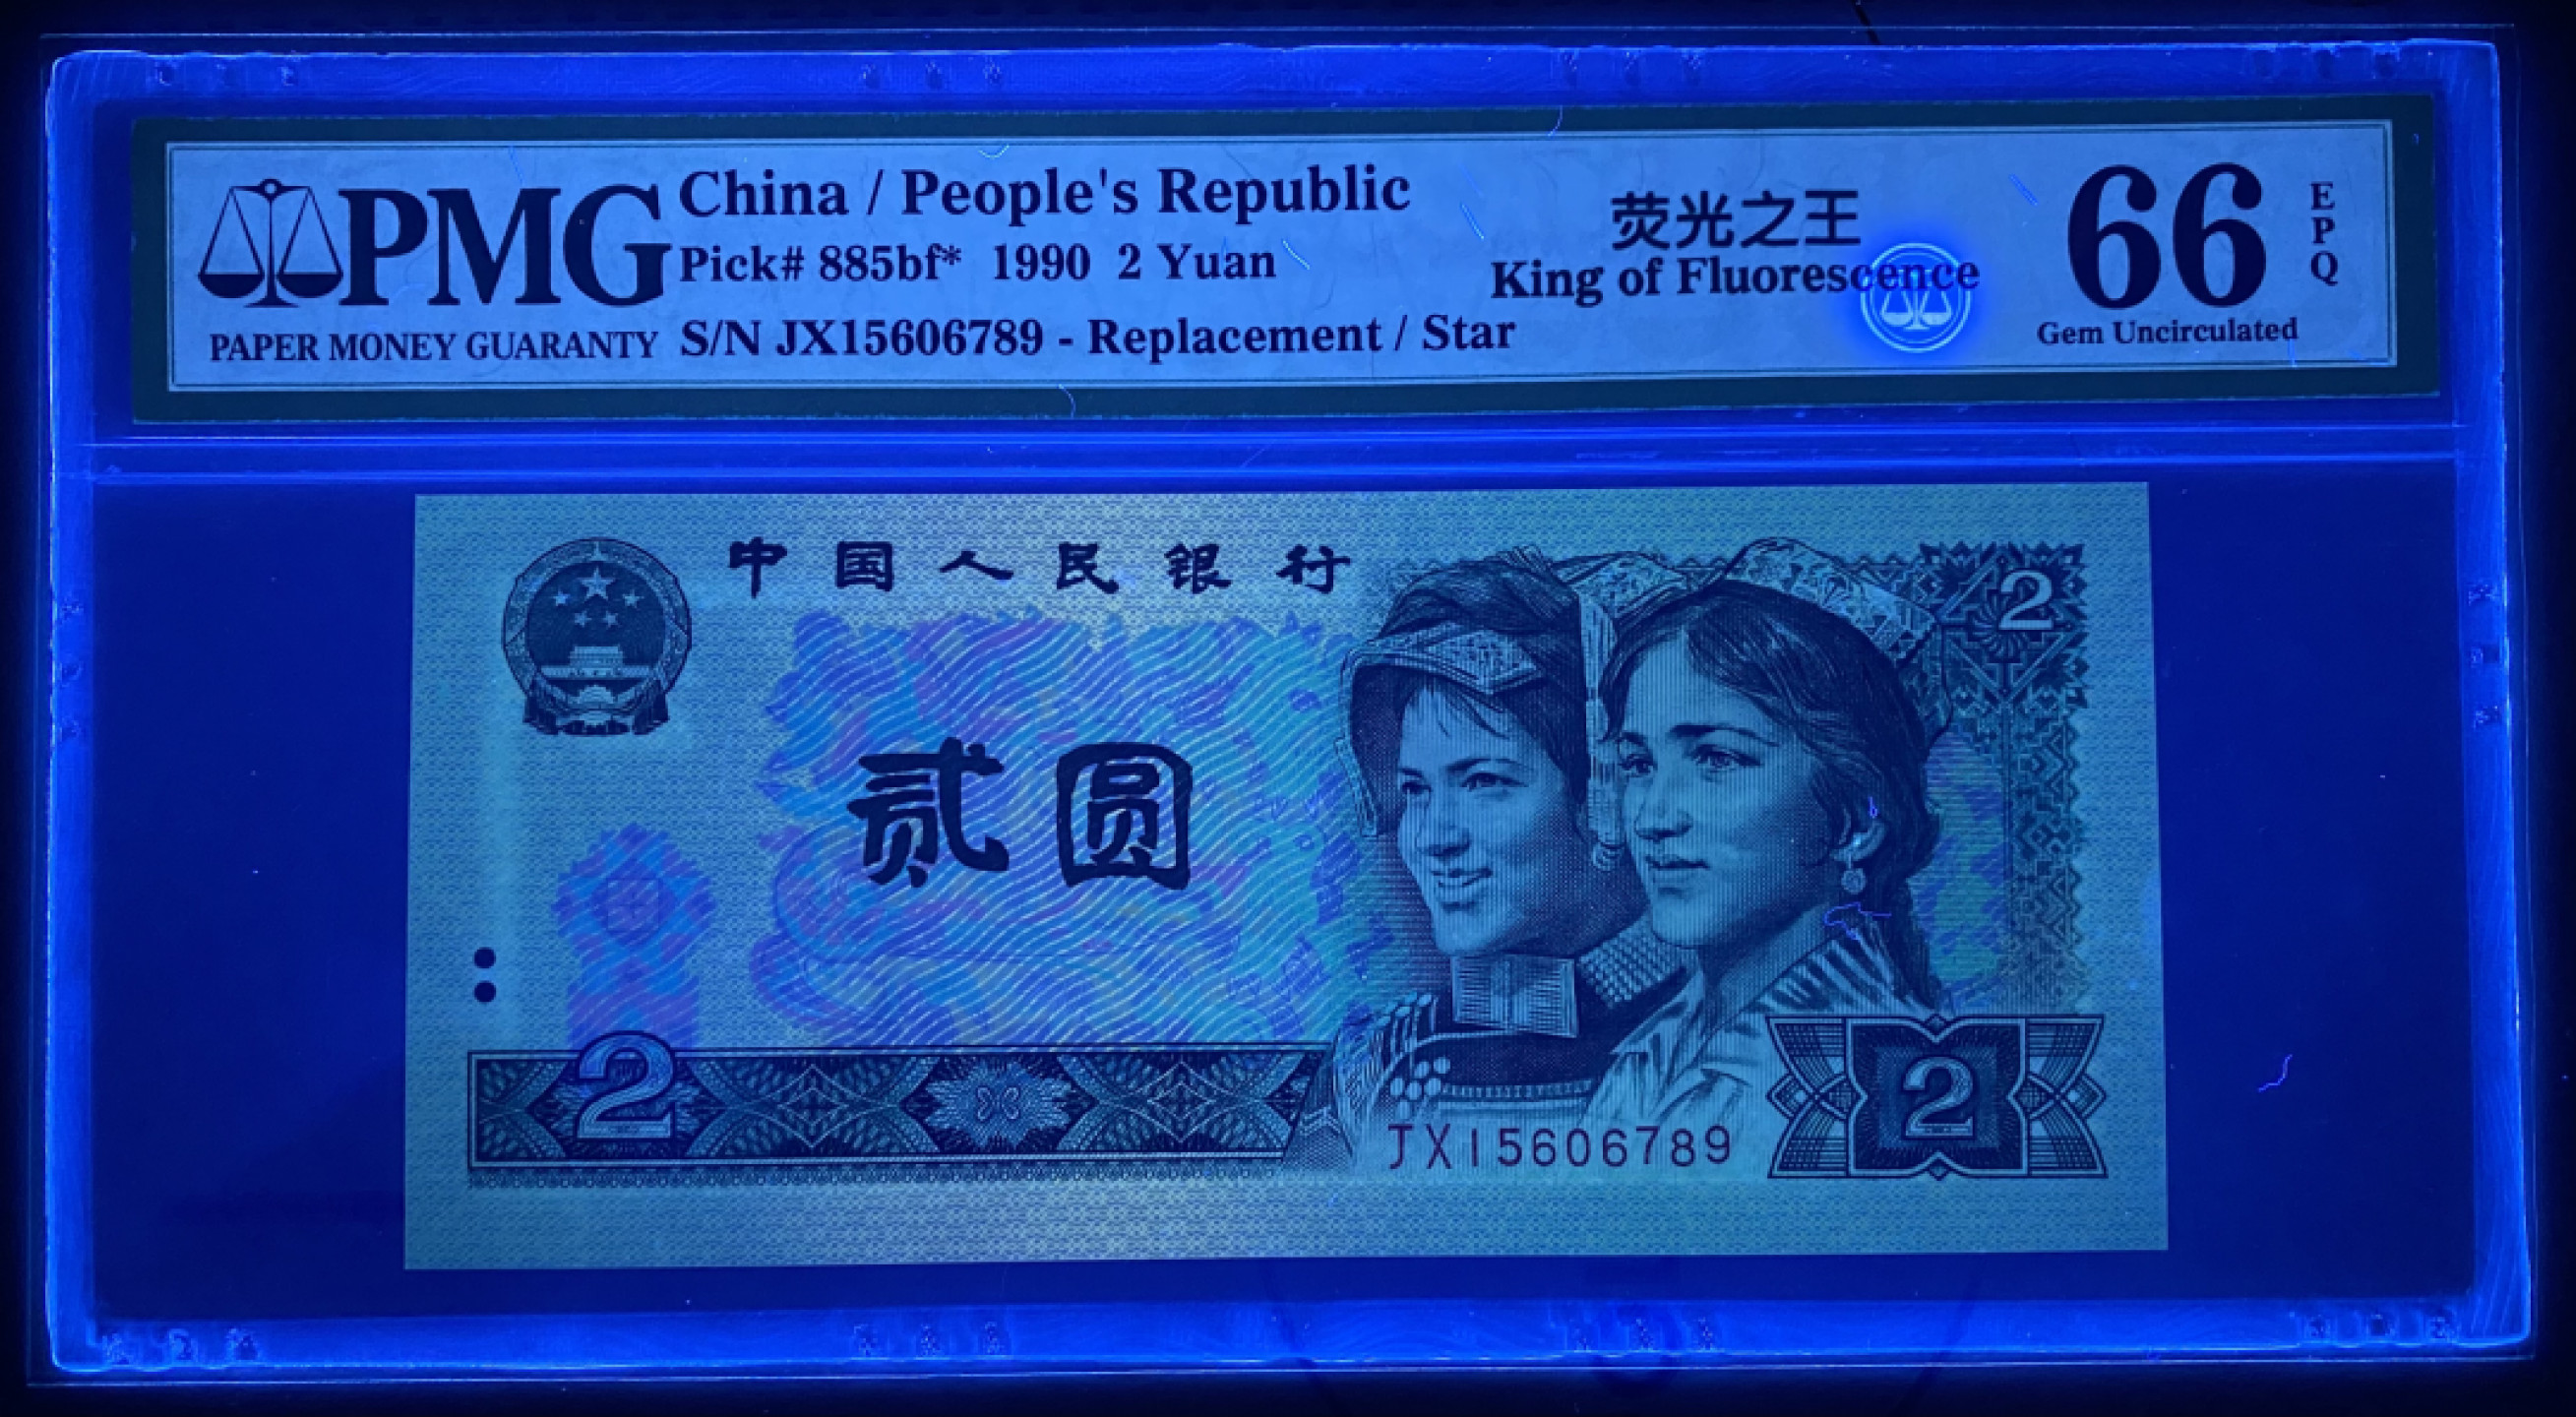 PMG
PAPER MONEY GUARANTY
China / People's Republic
Pick# 885bf* 1990 2 Yuan
S/N JX15606789 - Replacement / Star
荧光之王
King of Fluorescence
66
EPQ
Gem Uncirculated
中国人民银行
2
贰圆
2
JX15606789
2